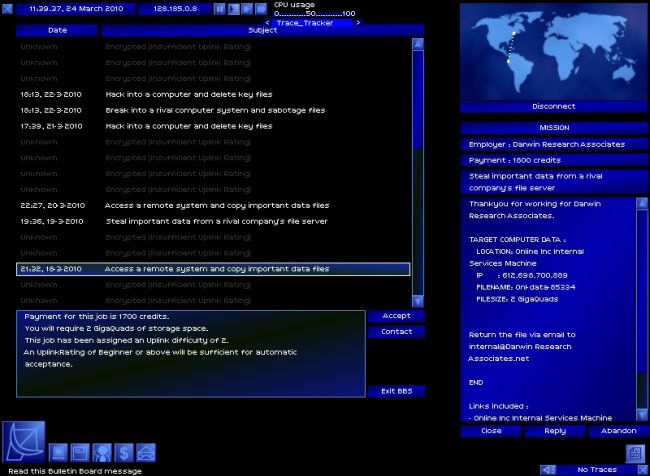 11:39.37, 24 March 2010
128.185.0.8
CPU usage
0.......50.......100
< Trace_Tracker >
Date
Subject
Unknown
Encrypted (Insufficient Uplink Rating)
Unknown
Encrypted (Insufficient Uplink Rating)
Unknown
Encrypted (Insufficient Uplink Rating)
18:13, 22-3-2010
Hack into a computer and delete key files
18:13, 22-3-2010
Break into a rival computer system and sabotage files
17:39, 21-3-2010
Hack into a computer and delete key files
Unknown
Encrypted (Insufficient Uplink Rating)
Unknown
Encrypted (Insufficient Uplink Rating)
Unknown
Encrypted (Insufficient Uplink Rating)
Unknown
Encrypted (Insufficient Uplink Rating)
22:27, 20-3-2010
Access a remote system and copy important data files
19:36, 19-3-2010
Steal important data from a rival company's file server
Unknown
Encrypted (Insufficient Uplink Rating)
Unknown
Encrypted (Insufficient Uplink Rating)
21:32, 18-3-2010
Access a remote system and copy important data files
Unknown
Encrypted (Insufficient Uplink Rating)
Unknown
Encrypted (Insufficient Uplink Rating)
Payment for this job is 1700 credits.
You will require 2 GigaQuads of storage space.
This job has been assigned an Uplink difficulty of 2.
An UplinkRating of Beginner or above will be sufficient for automatic
acceptance.
Accept
Contact
Exit BBS
Disconnect
MISSION
Employer : Darwin Research Associates
Payment : 1800 credits
Steal important data from a rival
company's file server
Thankyou for working for Darwin
Research Associates.
TARGET COMPUTER DATA :
LOCATION: Online Inc Internal
Services Machine
IP : 612.698.700.889
FILENAME: Onl-data-85334
FILESIZE: 2 GigaQuads
Return the file via email to
internal@Darwin Research
Associates.net
END
Links included :
- Online Inc Internal Services Machine
Close
Reply
Abandon
Read this Bulletin Board message
No Traces